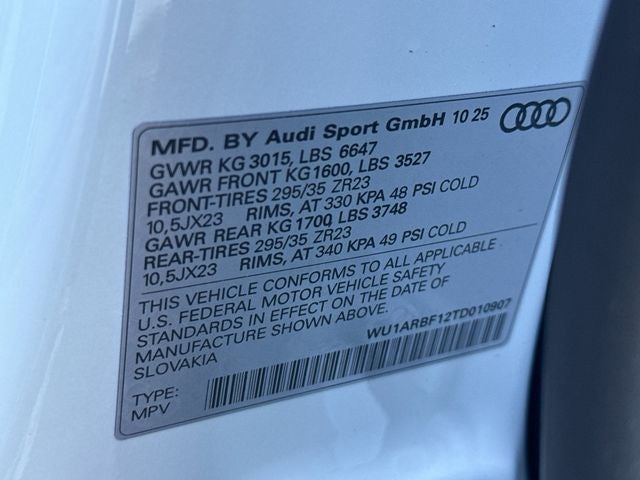 MFD. BY Audi Sport GmbH 10 25
GVWR KG 3015, LBS 6647
GAWR FRONT KG1600, LBS 3527
FRONT-TIRES 295/35 ZR23
10,5JX23 RIMS, AT 330 KPA 48 PSI COLD
GAWR REAR KG 1700, LBS 3748
REAR-TIRES 295/35 ZR23
10,5JX23 RIMS, AT 340 KPA 49 PSI COLD
THIS VEHICLE CONFORMS TO ALL APPLICABLE
U.S. FEDERAL MOTOR VEHICLE SAFETY
STANDARDS IN EFFECT ON THE DATE OF
MANUFACTURE SHOWN ABOVE.
SLOVAKIA
WU1ARBF12TD010907
TYPE:
MPV